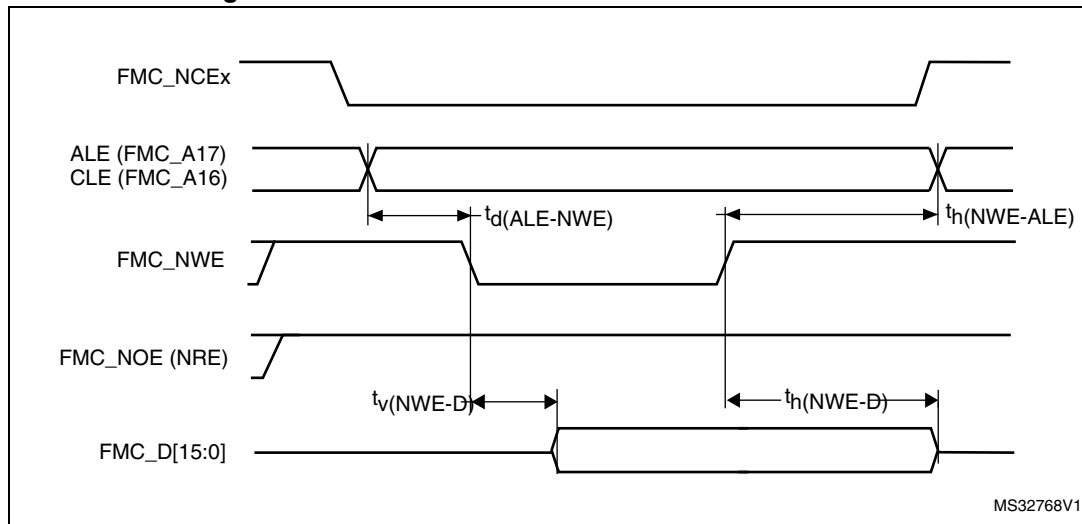 FMC_NCEx
ALE (FMC_A17)
CLE (FMC_A16)
td(ALE-NWE)
th(NWE-ALE)
FMC_NWE
FMC_NOE (NRE)
tv(NWE-D)
th(NWE-D)
FMC_D[15:0]
MS32768V1